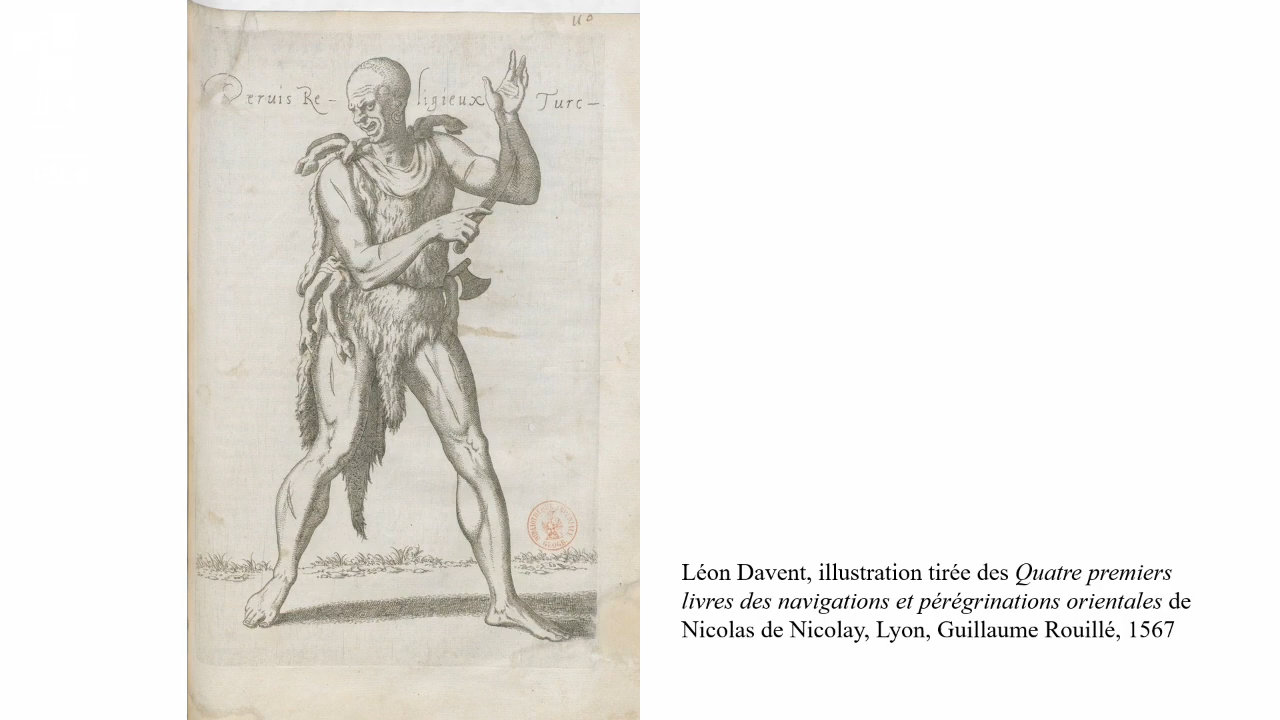 110
Deruis Re- ligieux Turc-
Léon Davent, illustration tirée des Quatre premiers
livres des navigations et pérégrinations orientales de
Nicolas de Nicolay, Lyon, Guillaume Rouillé, 1567